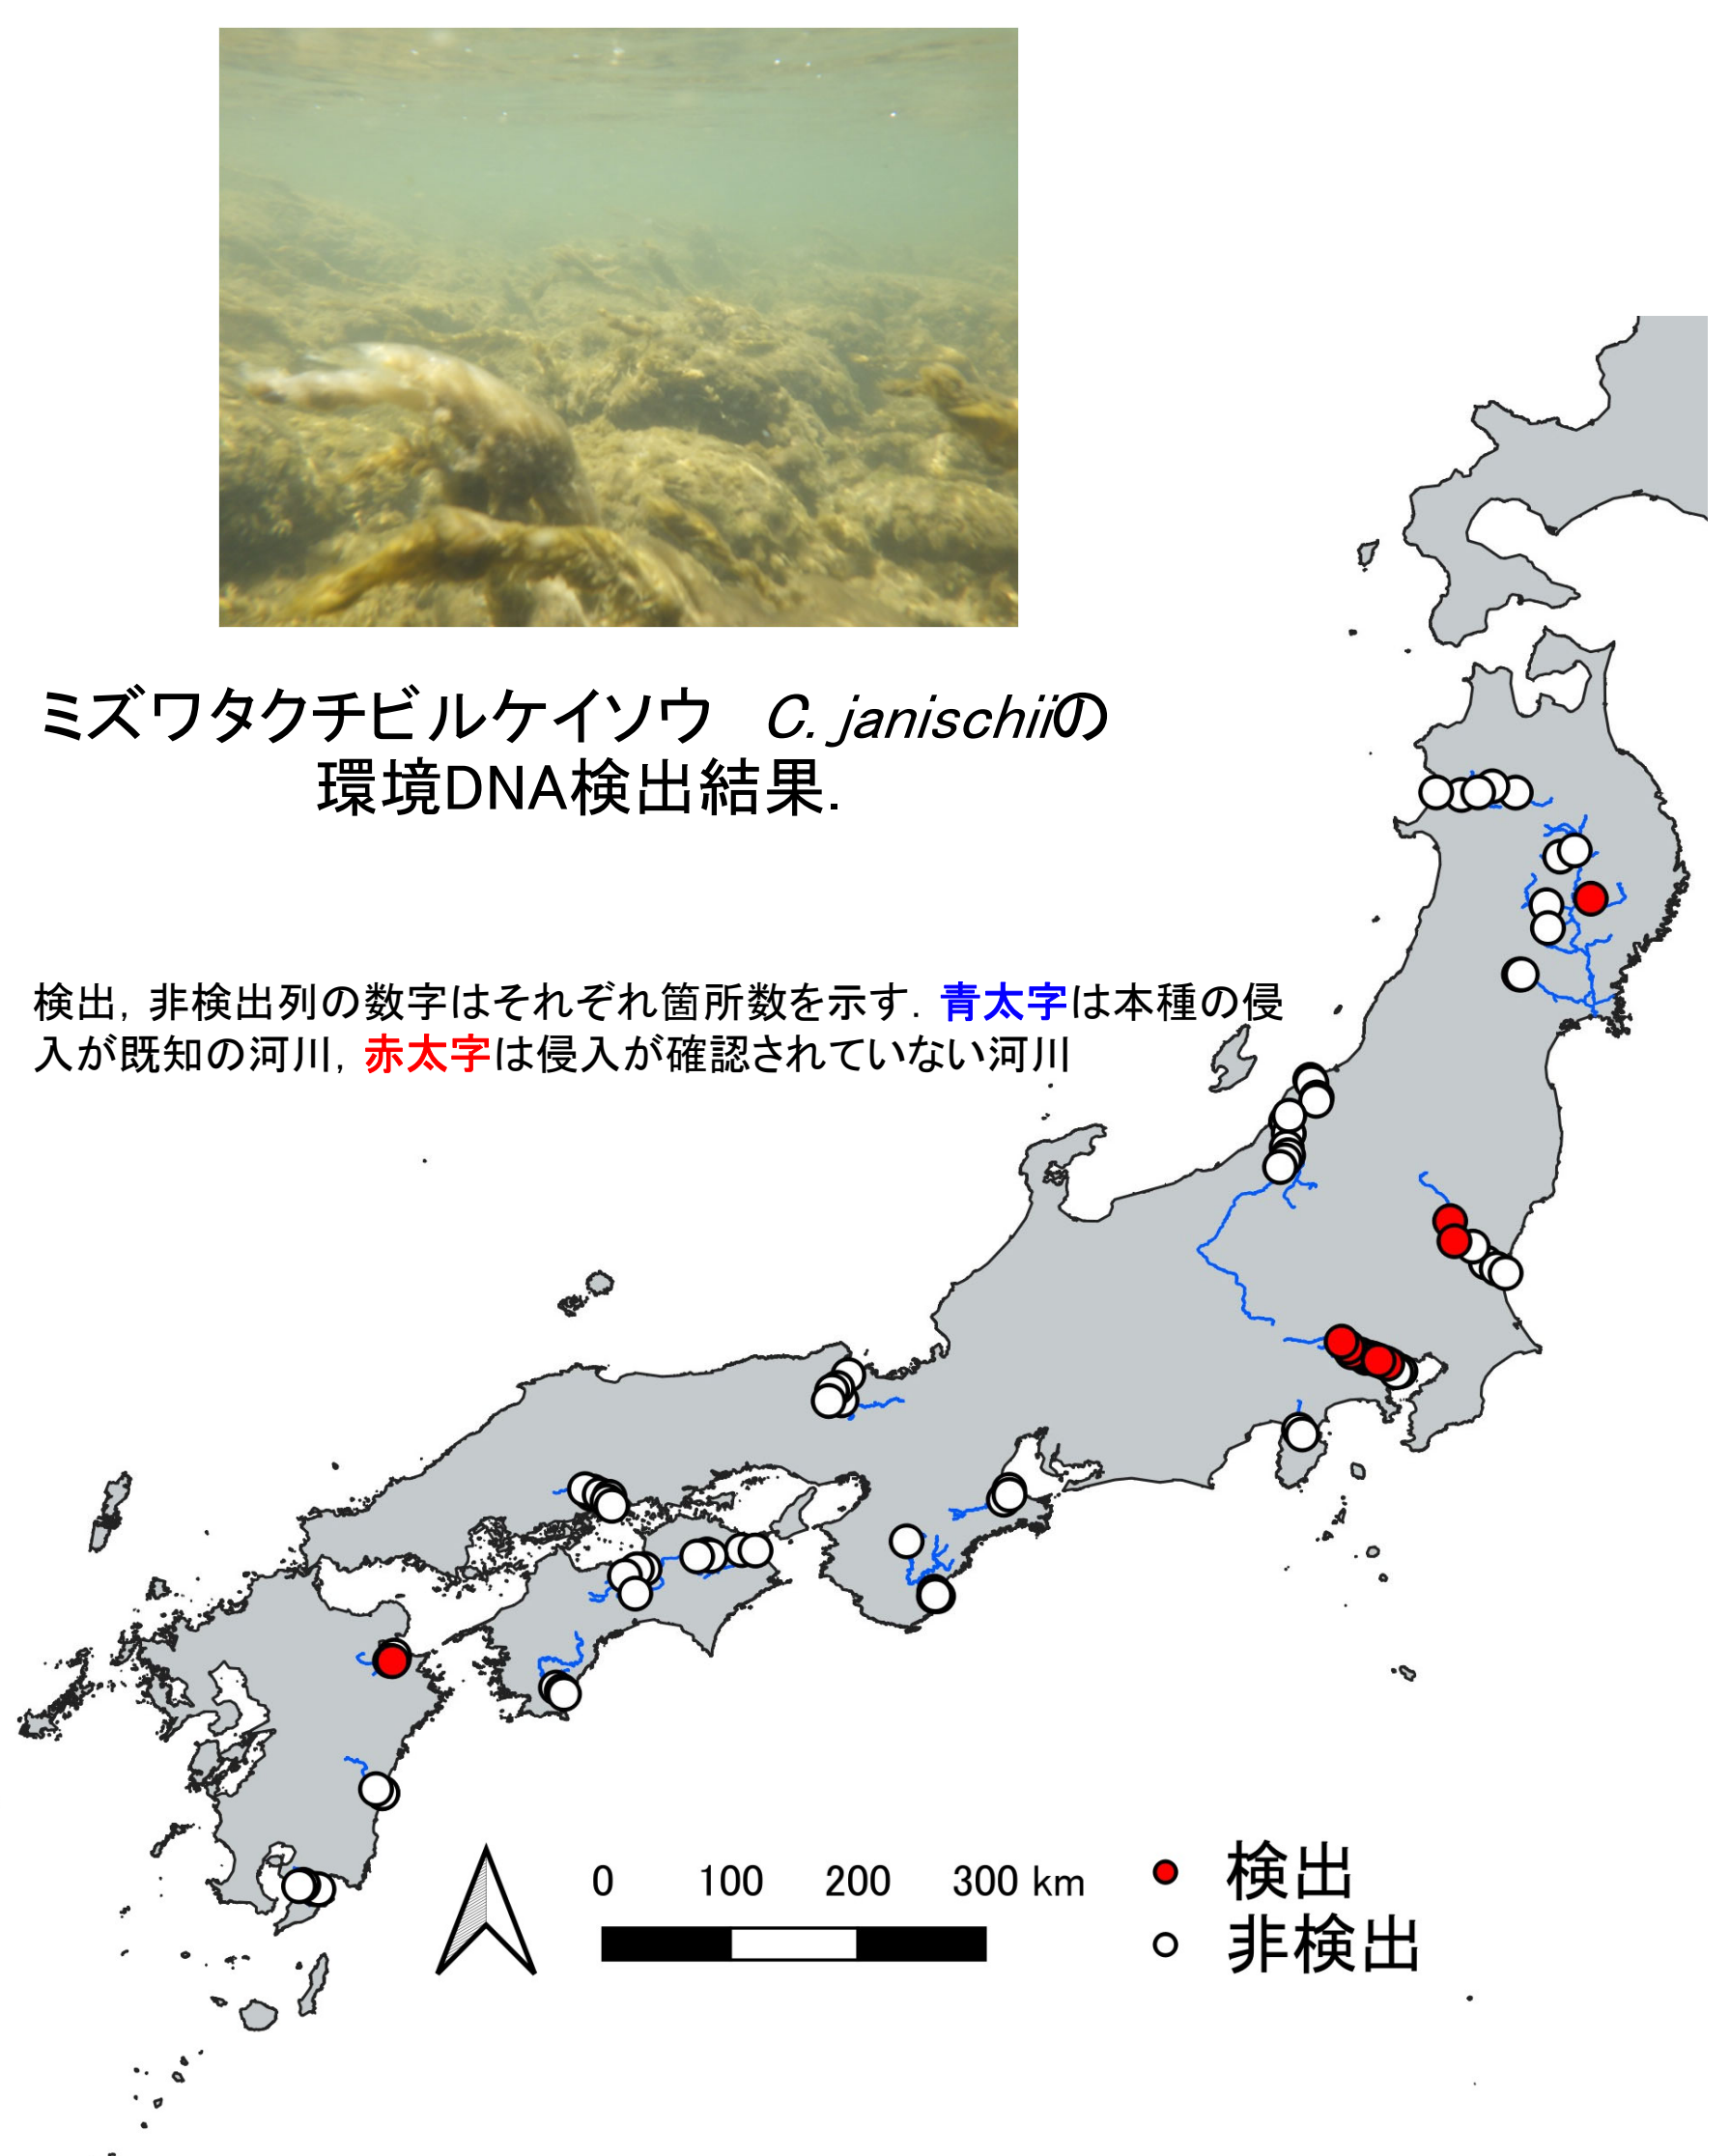 ミズワタクチビルケイソウ　C. janischiiの
環境DNA検出結果.
検出，非検出列の数字はそれぞれ箇所数を示す．青太字は本種の侵
入が既知の河川，赤太字は侵入が確認されていない河川
0 100 200 300 km
検出
非検出